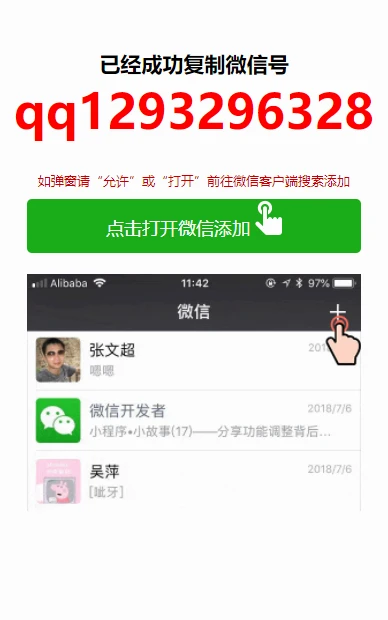 已经成功复制微信号
qq1293296328
如弹窗请“允许”或“打开”前往微信客户端搜索添加
点击打开微信添加
Alibaba 11:42 97%
微信
张文超
嗯嗯
微信开发者 2018/7/6
小程序•小故事(17)——分享功能调整背后...
吴萍 2018/7/6
[呲牙]